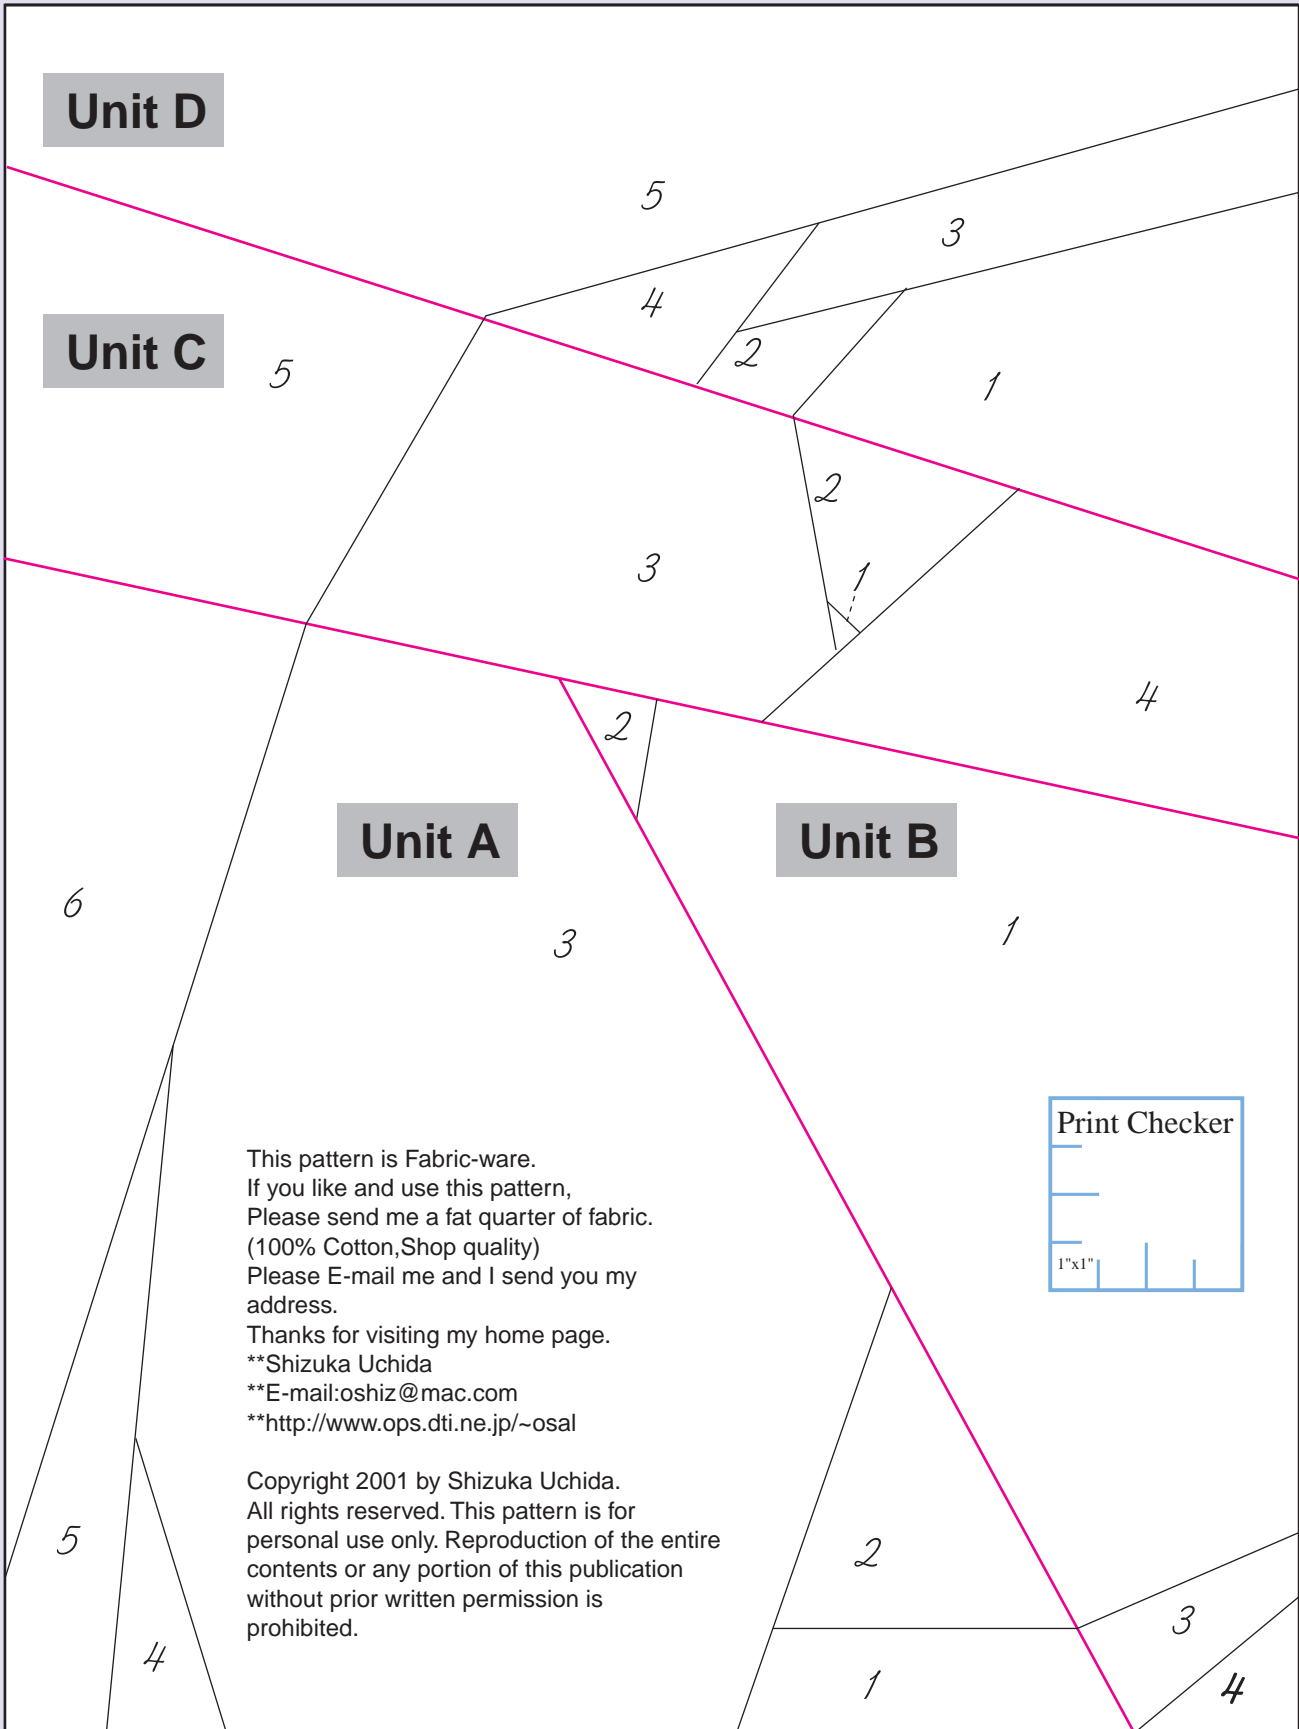 Unit D
5
3
4
Unit C
5
2
1
2
3
1
4
2
Unit A
Unit B
6
3
1
Print Checker
1"x1"
This pattern is Fabric-ware.
If you like and use this pattern,
Please send me a fat quarter of fabric.
(100% Cotton,Shop quality)
Please E-mail me and I send you my
address.
Thanks for visiting my home page.
**Shizuka Uchida
**E-mail:oshiz@mac.com
**http://www.ops.dti.ne.jp/~osal
Copyright 2001 by Shizuka Uchida.
All rights reserved. This pattern is for
personal use only. Reproduction of the entire
contents or any portion of this publication
without prior written permission is
prohibited.
5
2
3
4
1
4